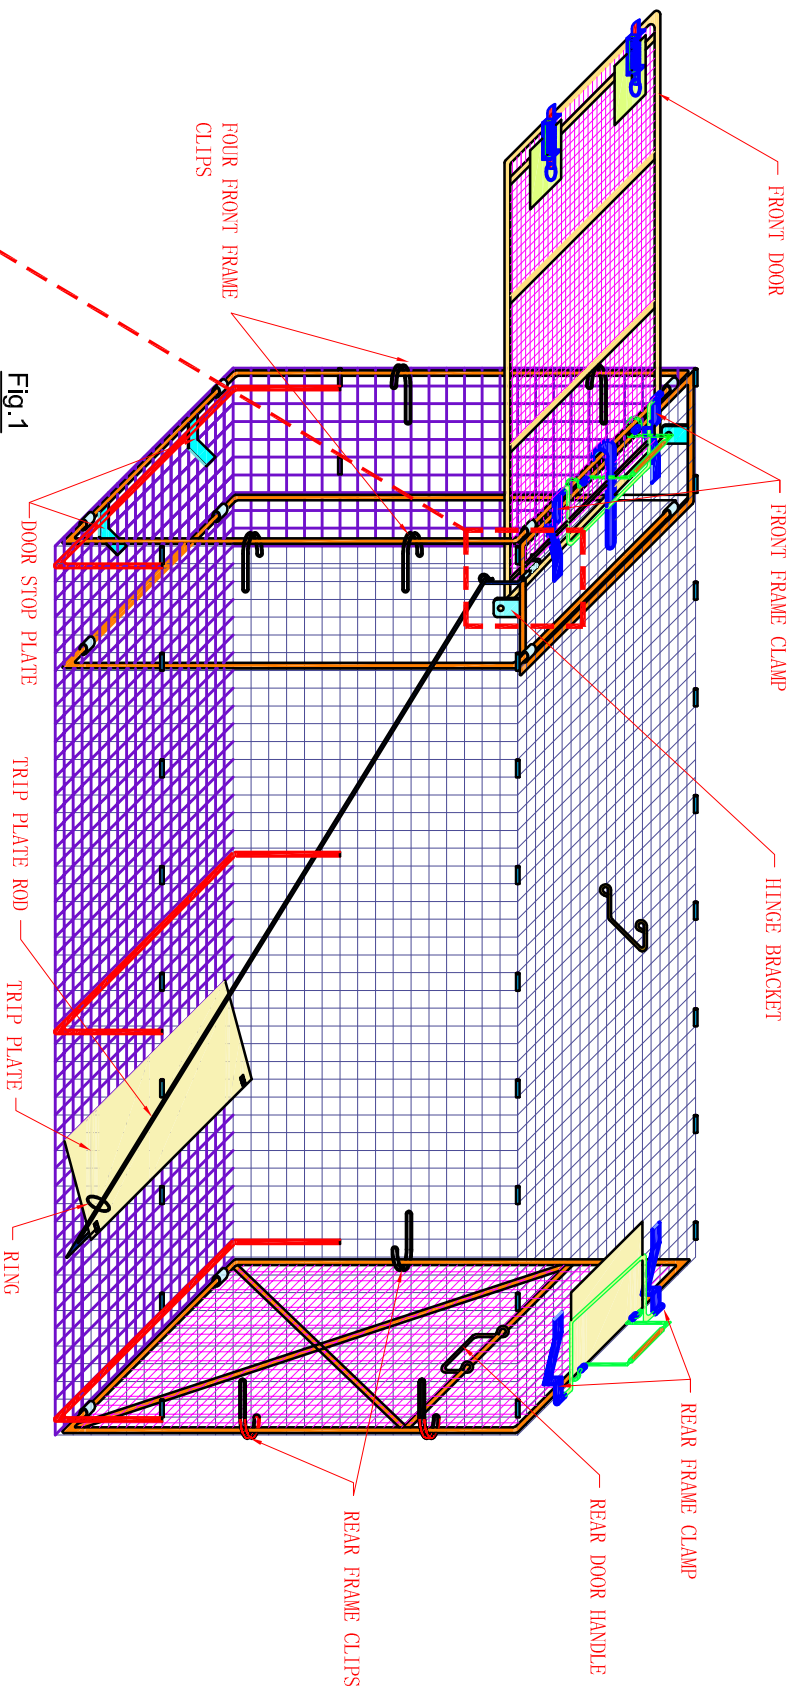 FRONT DOOR
FOUR FRONT FRAME
CLIPS
FRONT FRAME CLAMP
HINGE BRACKET
DOOR STOP PLATE
TRIP PLATE ROD
TRIP PLATE
RING
REAR FRAME CLAMP
REAR DOOR HANDLE
REAR FRAME CLIPS
Fig.1